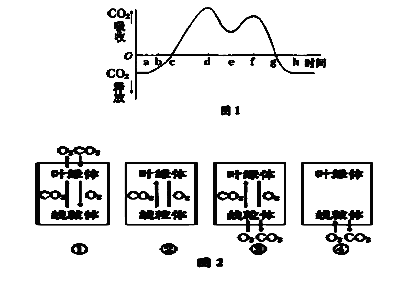 CO₂
吸收
O
a b c d e f g h 时间
CO₂
释放
图1
O₂ CO₂
叶绿体 叶绿体 叶绿体 叶绿体
CO₂ O₂ CO₂ O₂ CO₂ O₂
线粒体 线粒体 线粒体 线粒体
O₂ CO₂ O₂ CO₂
① ② ③ ④
图2